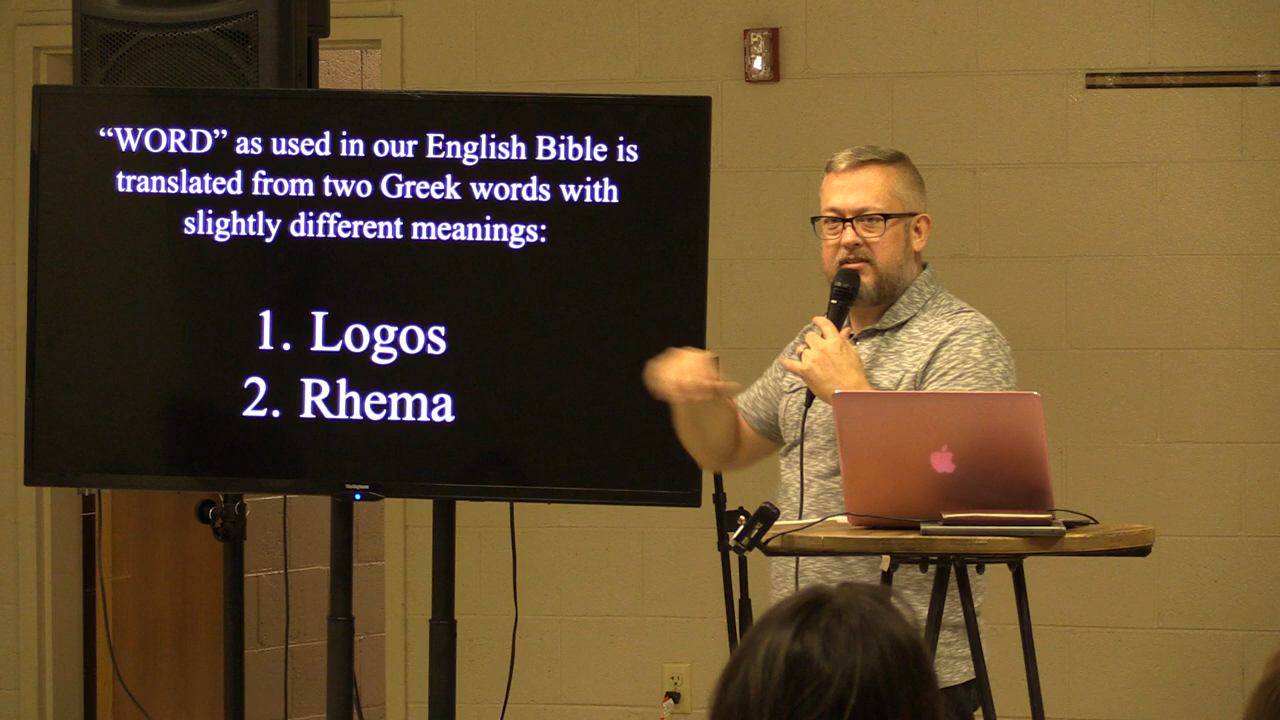 “WORD” as used in our English Bible is
translated from two Greek words with
slightly different meanings:
1. Logos
2. Rhema
Westinghouse